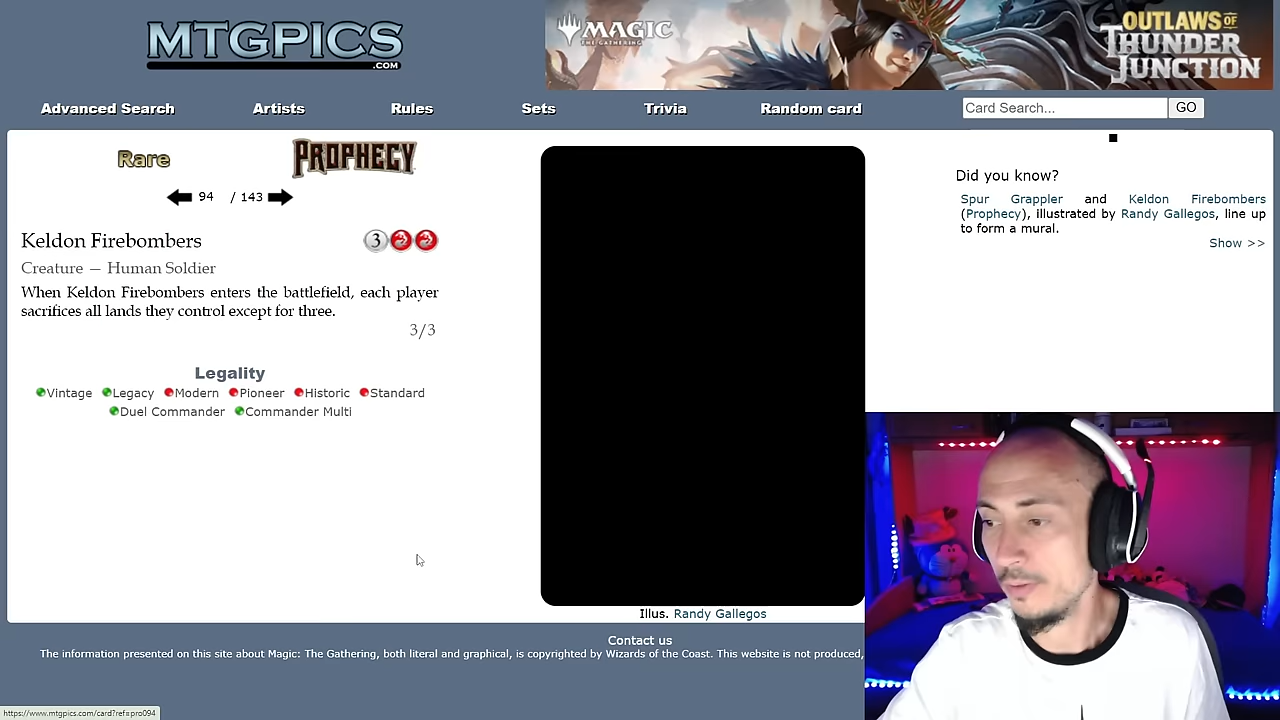 MTGPICS
.COM
MAGIC
THE GATHERING
OUTLAWS OF
THUNDER
JUNCTION
Advanced Search Artists Rules Sets Trivia Random card Card Search... GO
Rare PROPHECY
94 / 143
Keldon Firebombers 3
Creature — Human Soldier
When Keldon Firebombers enters the battlefield, each player
sacrifices all lands they control except for three.
3/3
Legality
Vintage Legacy Modern Pioneer Historic Standard
Duel Commander Commander Multi
Illus. Randy Gallegos
Did you know?
Spur Grappler and Keldon Firebombers
(Prophecy), illustrated by Randy Gallegos, line up
to form a mural.
Show >>
Contact us
The information presented on this site about Magic: The Gathering, both literal and graphical, is copyrighted by Wizards of the Coast. This website is not produced,
https://www.mtgpics.com/card?ref=pro094